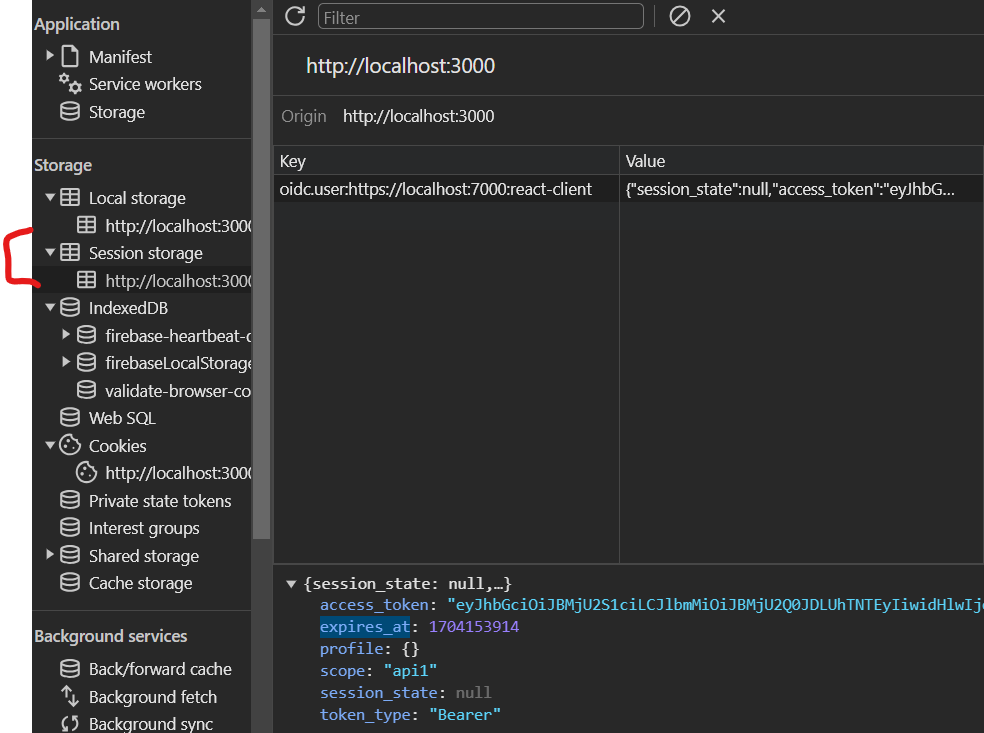 Application
Manifest
Service workers
Storage
Storage
Local storage
http://localhost:3000
Session storage
http://localhost:3000
IndexedDB
firebase-heartbeat-d
firebaseLocalStorage
validate-browser-co
Web SQL
Cookies
http://localhost:3000
Private state tokens
Interest groups
Shared storage
Cache storage
Background services
Back/forward cache
Background fetch
Background sync
Filter
http://localhost:3000
Origin http://localhost:3000
Key Value
oidc.user:https://localhost:7000:react-client {"session_state":null,"access_token":"eyJhbG…
{session_state: null,…}
access_token: "eyJhbGciOiJBMjU2S1ciLCJlbmMiOiJBMjU2Q0JDLUhTNTEyIiwidHlwIjo
expires_at: 1704153914
profile: {}
scope: "api1"
session_state: null
token_type: "Bearer"